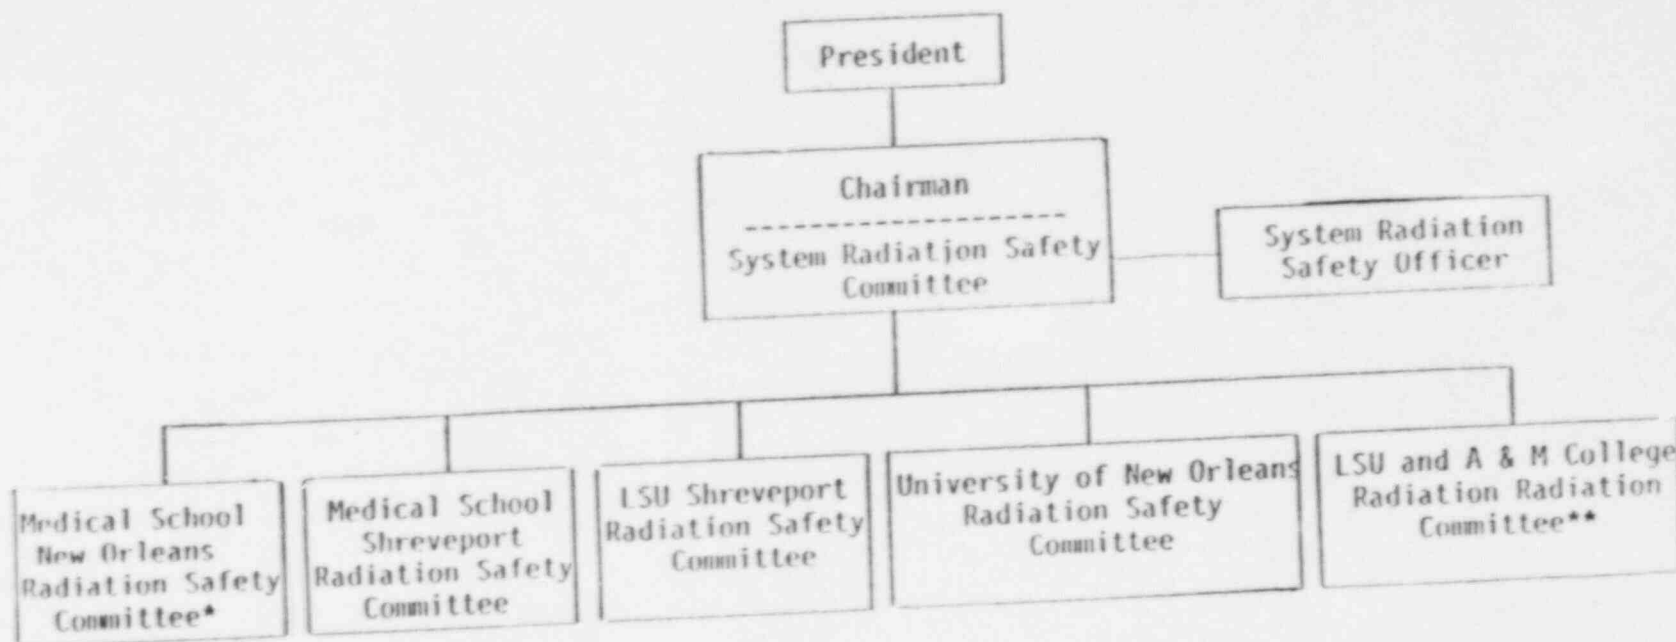 President
Chairman
---------------------
System Radiation Safety
Committee
System Radiation
Safety Officer
Medical School
New Orleans
Radiation Safety
Committee*
Medical School
Shreveport
Radiation Safety
Committee
LSU Shreveport
Radiation Safety
Committee
University of New Orleans
Radiation Safety
Committee
LSU and A & M College
Radiation Radiation
Committee**